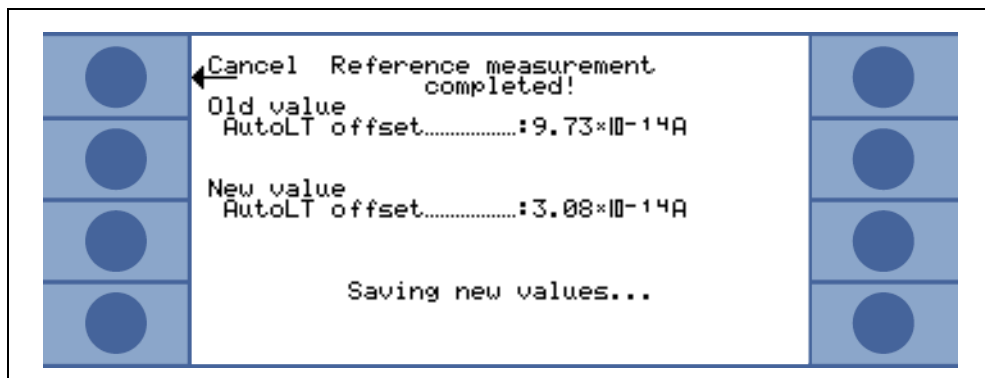 Cancel Reference measurement
completed!
Old value
AutoLT offset.................:9.73×10-14A
New value
AutoLT offset.................:3.08×10-14A
Saving new values...